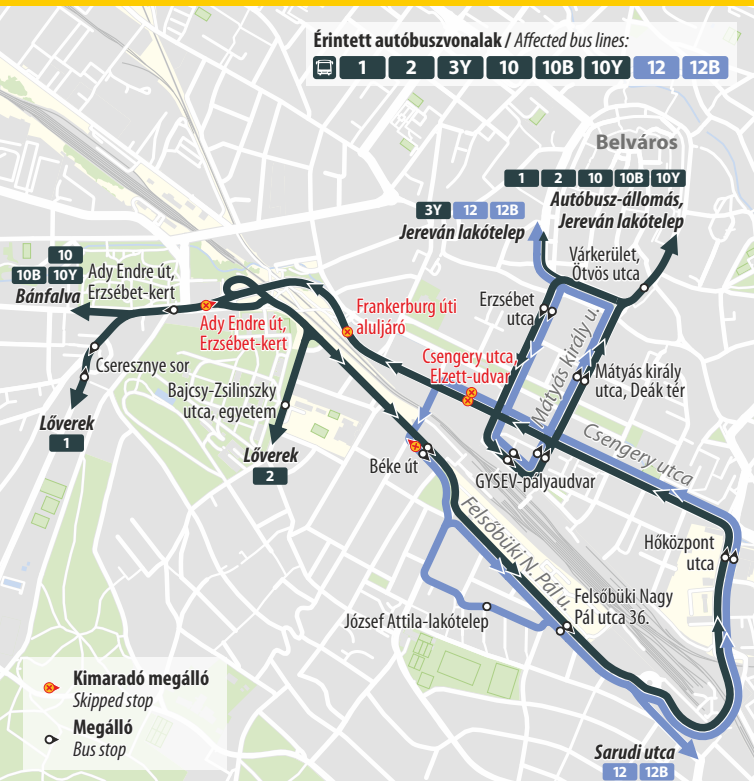 Érintett autóbuszvonalak / Affected bus lines:
1 2 3Y 10 10B 10Y 12 12B
Belváros
1 2 10 10B 10Y
Autóbusz-állomás,
Jereván lakótelep
3Y 12 12B
Jereván lakótelep
Várkerület,
Ötvös utca
10
10B 10Y
Bánfalva
Ady Endre út,
Erzsébet-kert
Erzsébet
utca
Frankerburg úti
aluljáró
Ady Endre út,
Erzsébet-kert
Mátyás király u.
Csengery utca,
Elzett-udvar
Cseresznye sor
Mátyás király
utca, Deák tér
Bajcsy-Zsilinszky
utca, egyetem
Lőverek
1
Lőverek
2
Béke út
GYSEV-pályaudvar
Csengery utca
Felsőbüki N. Pál u.
Hőközpont
utca
Felsőbüki Nagy
Pál utca 36.
József Attila-lakótelep
Kimaradó megálló
Skipped stop
Megálló
Bus stop
Sarudi utca
12 12B